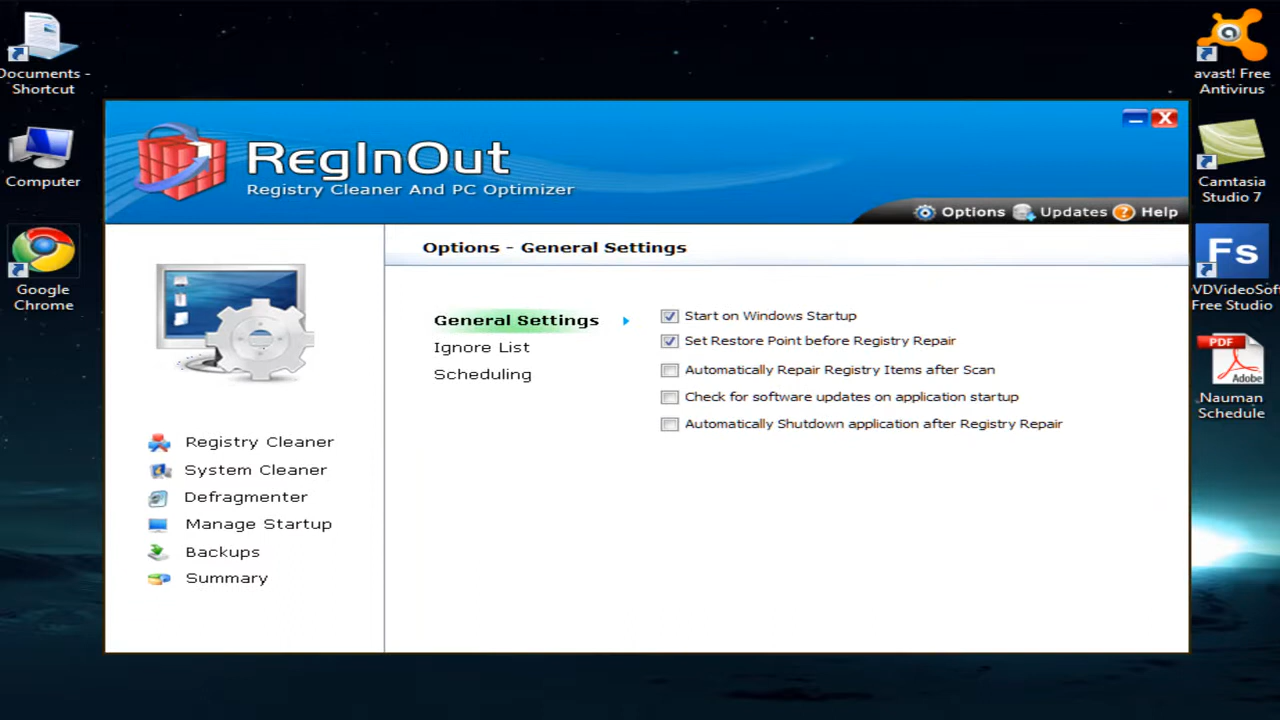 Documents -
Shortcut
Computer
Google
Chrome
RegInOut
Registry Cleaner And PC Optimizer
Options Updates ? Help
Options - General Settings
General Settings
Ignore List
Scheduling
Start on Windows Startup
Set Restore Point before Registry Repair
Automatically Repair Registry Items after Scan
Check for software updates on application startup
Automatically Shutdown application after Registry Repair
Registry Cleaner
System Cleaner
Defragmenter
Manage Startup
Backups
Summary
a
avast! Free
Antivirus
Camtasia
Studio 7
Fs
VDVideoSof
Free Studio
PDF
Adobe
Nauman
Schedule